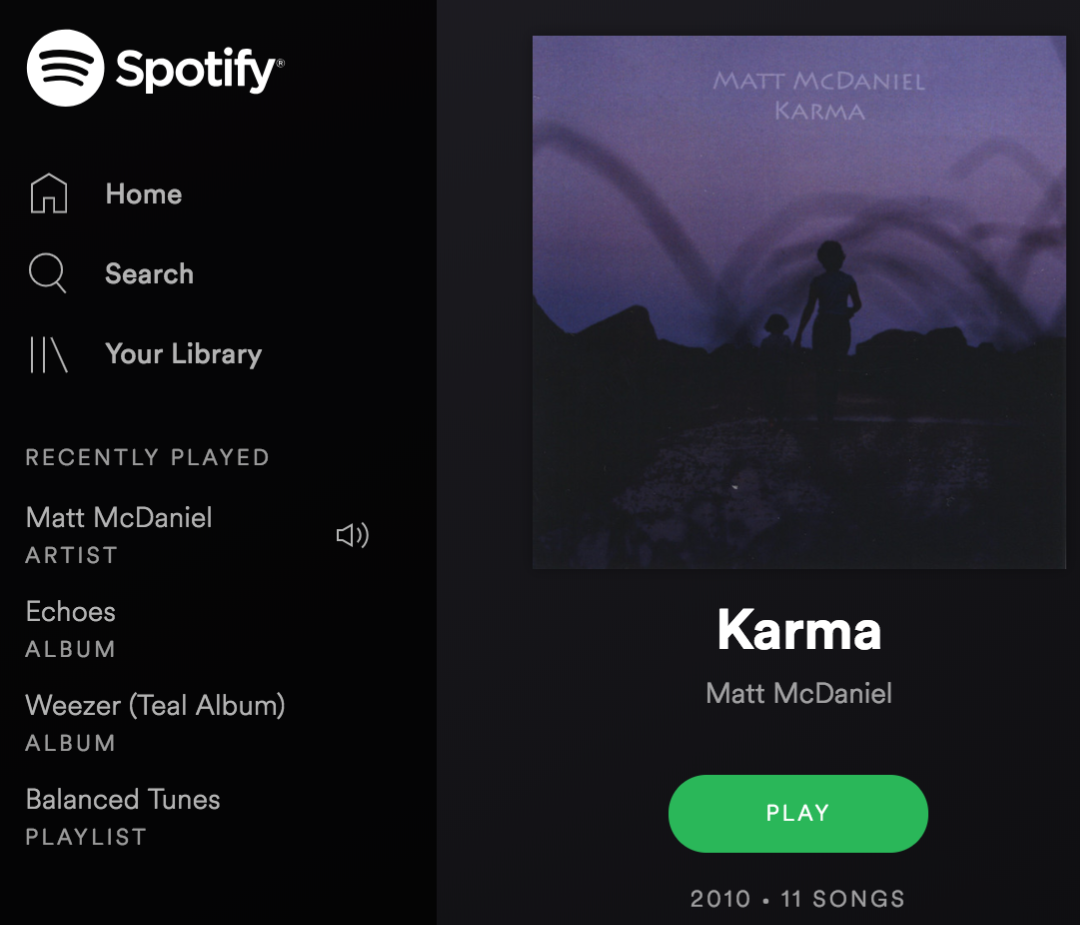 Spotify®
Home
Search
Your Library
RECENTLY PLAYED
Matt McDaniel
ARTIST
Echoes
ALBUM
Weezer (Teal Album)
ALBUM
Balanced Tunes
PLAYLIST
MATT MCDANIEL
KARMA
Karma
Matt McDaniel
PLAY
2010 • 11 SONGS